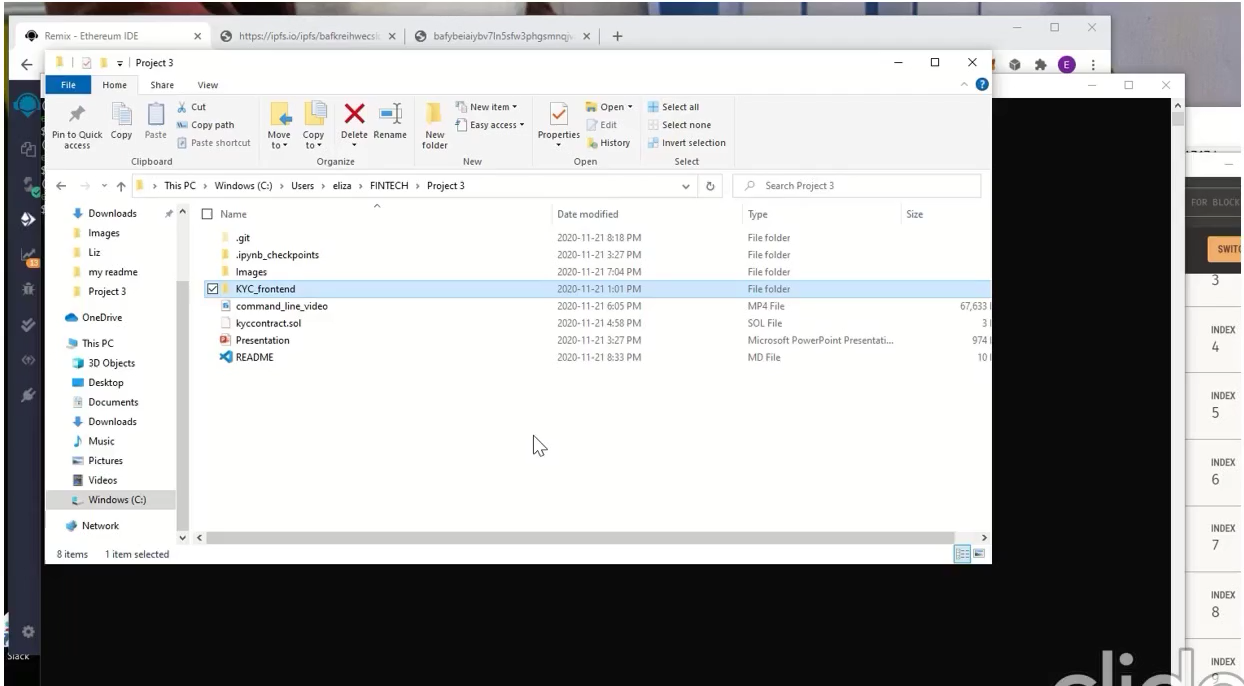 Remix - Ethereum IDE
https://ipfs.io/ipfs/bafkreihwecsl
bafybeiaiybv7ln5sfw3phgsmnqjv
Project 3
E
File
Home
Share
View
Pin to Quick access
Copy
Paste
Cut
Copy path
Paste shortcut
Clipboard
Move to
Copy to
Delete
Rename
Organize
New folder
New item
Easy access
New
Properties
Open
Edit
History
Open
Select all
Select none
Invert selection
Select
This PC > Windows (C:) > Users > eliza > FINTECH > Project 3
Search Project 3
Downloads
Images
Liz
my readme
Project 3
OneDrive
This PC
3D Objects
Desktop
Documents
Downloads
Music
Pictures
Videos
Windows (C:)
Network
Name Date modified Type Size
.git 2020-11-21 8:18 PM File folder
.ipynb_checkpoints 2020-11-21 3:27 PM File folder
Images 2020-11-21 7:04 PM File folder
KYC_frontend 2020-11-21 1:01 PM File folder
command_line_video 2020-11-21 6:05 PM MP4 File 67,633
kyccontract.sol 2020-11-21 4:58 PM SOL File 3
Presentation 2020-11-21 3:27 PM Microsoft PowerPoint Presentati... 974
README 2020-11-21 8:33 PM MD File 10
8 items 1 item selected
FOR BLOCK
SWITC
3
INDEX
4
INDEX
5
INDEX
6
INDEX
7
INDEX
8
INDEX
9
Slack